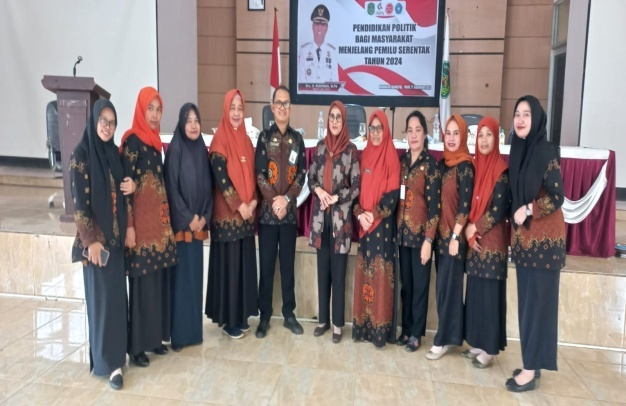 PENDIDIKAN POLITIK
BAGI MASYARAKAT
MENJELANG PEMILU SERENTAK
TAHUN 2024